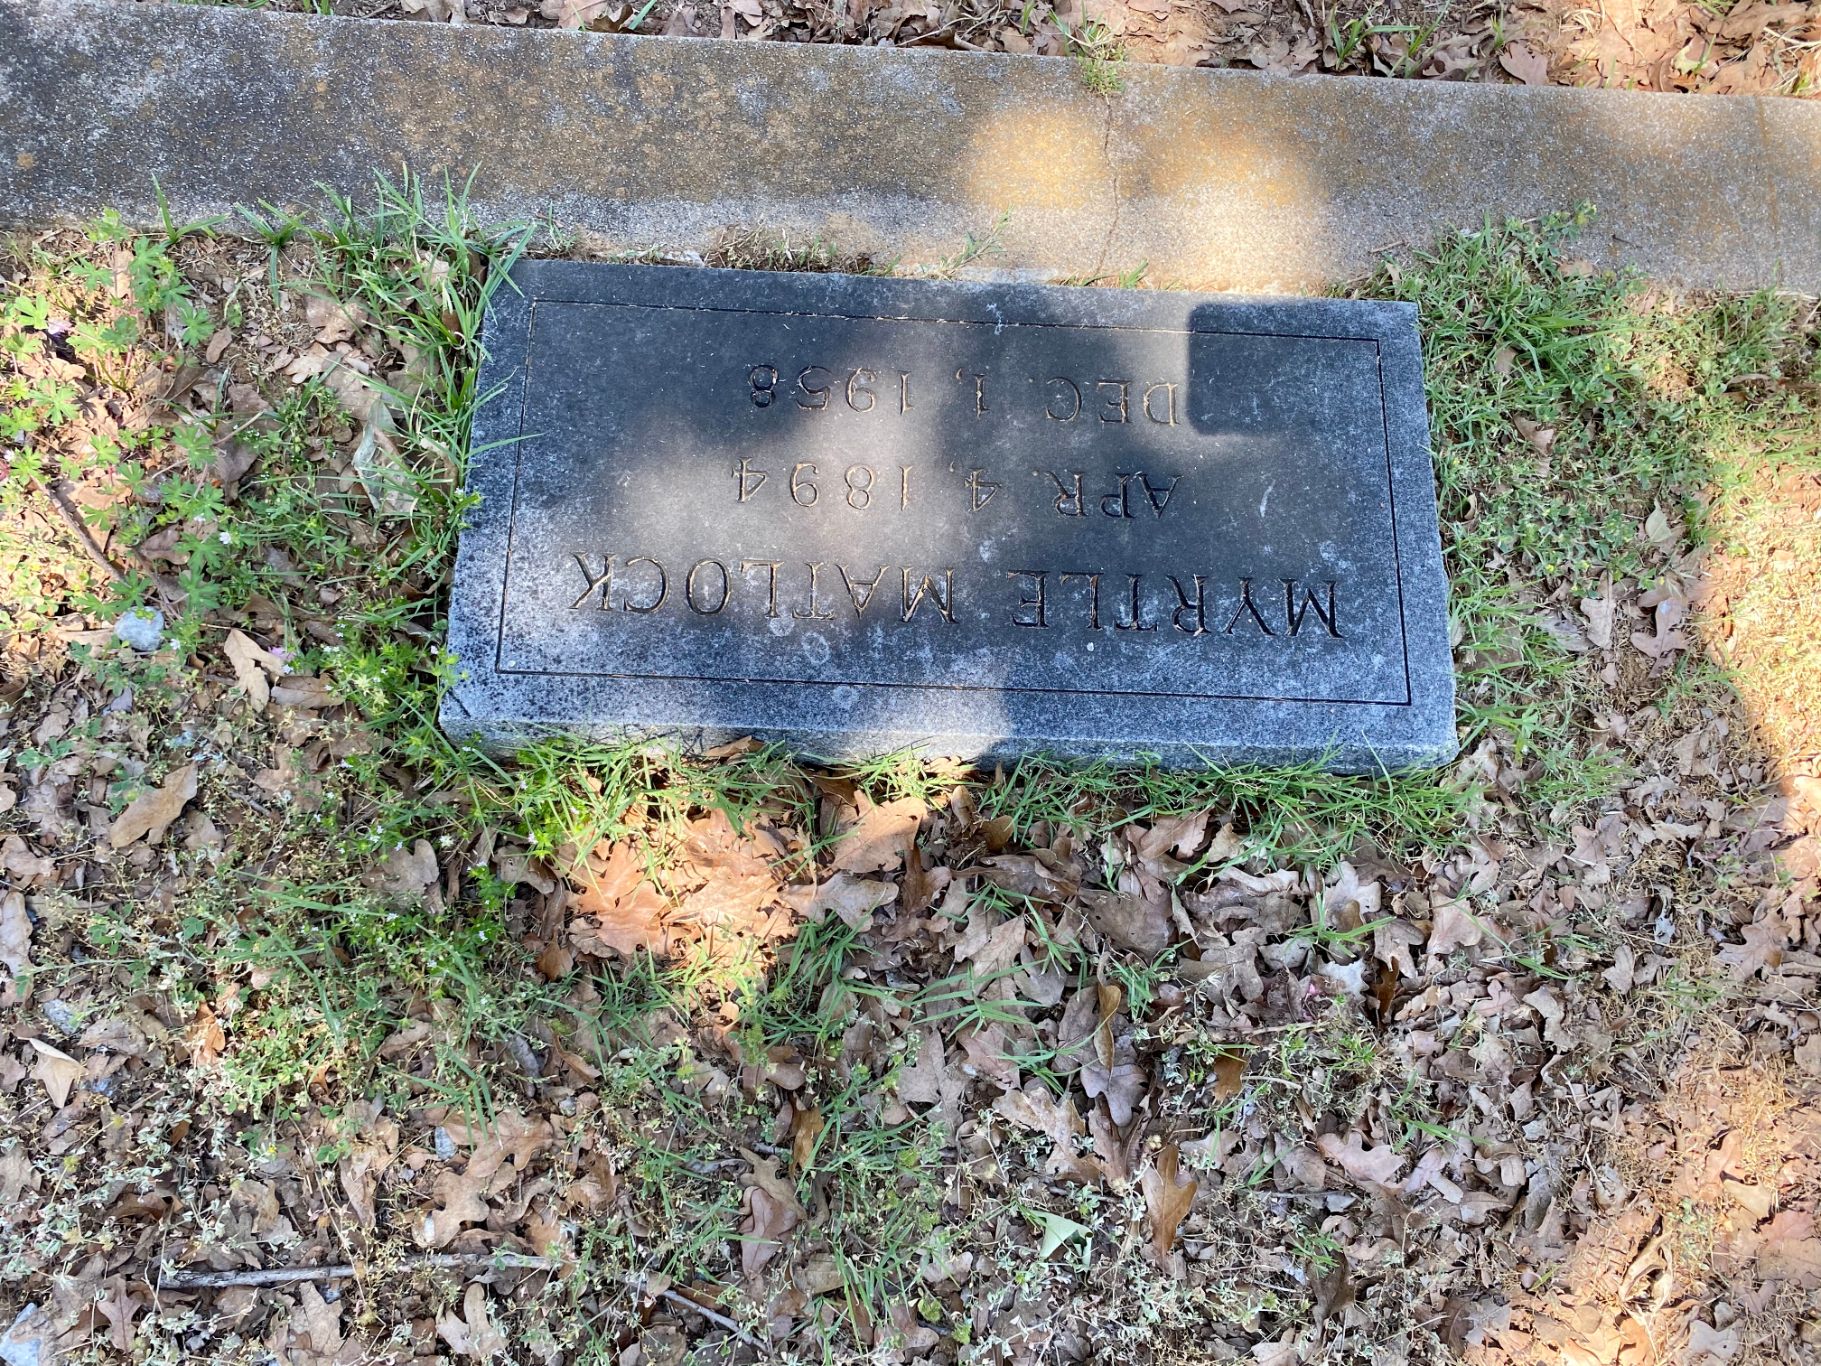 MYRTLE MATLOCK
APR. 4, 1894
DEC. 1, 1958